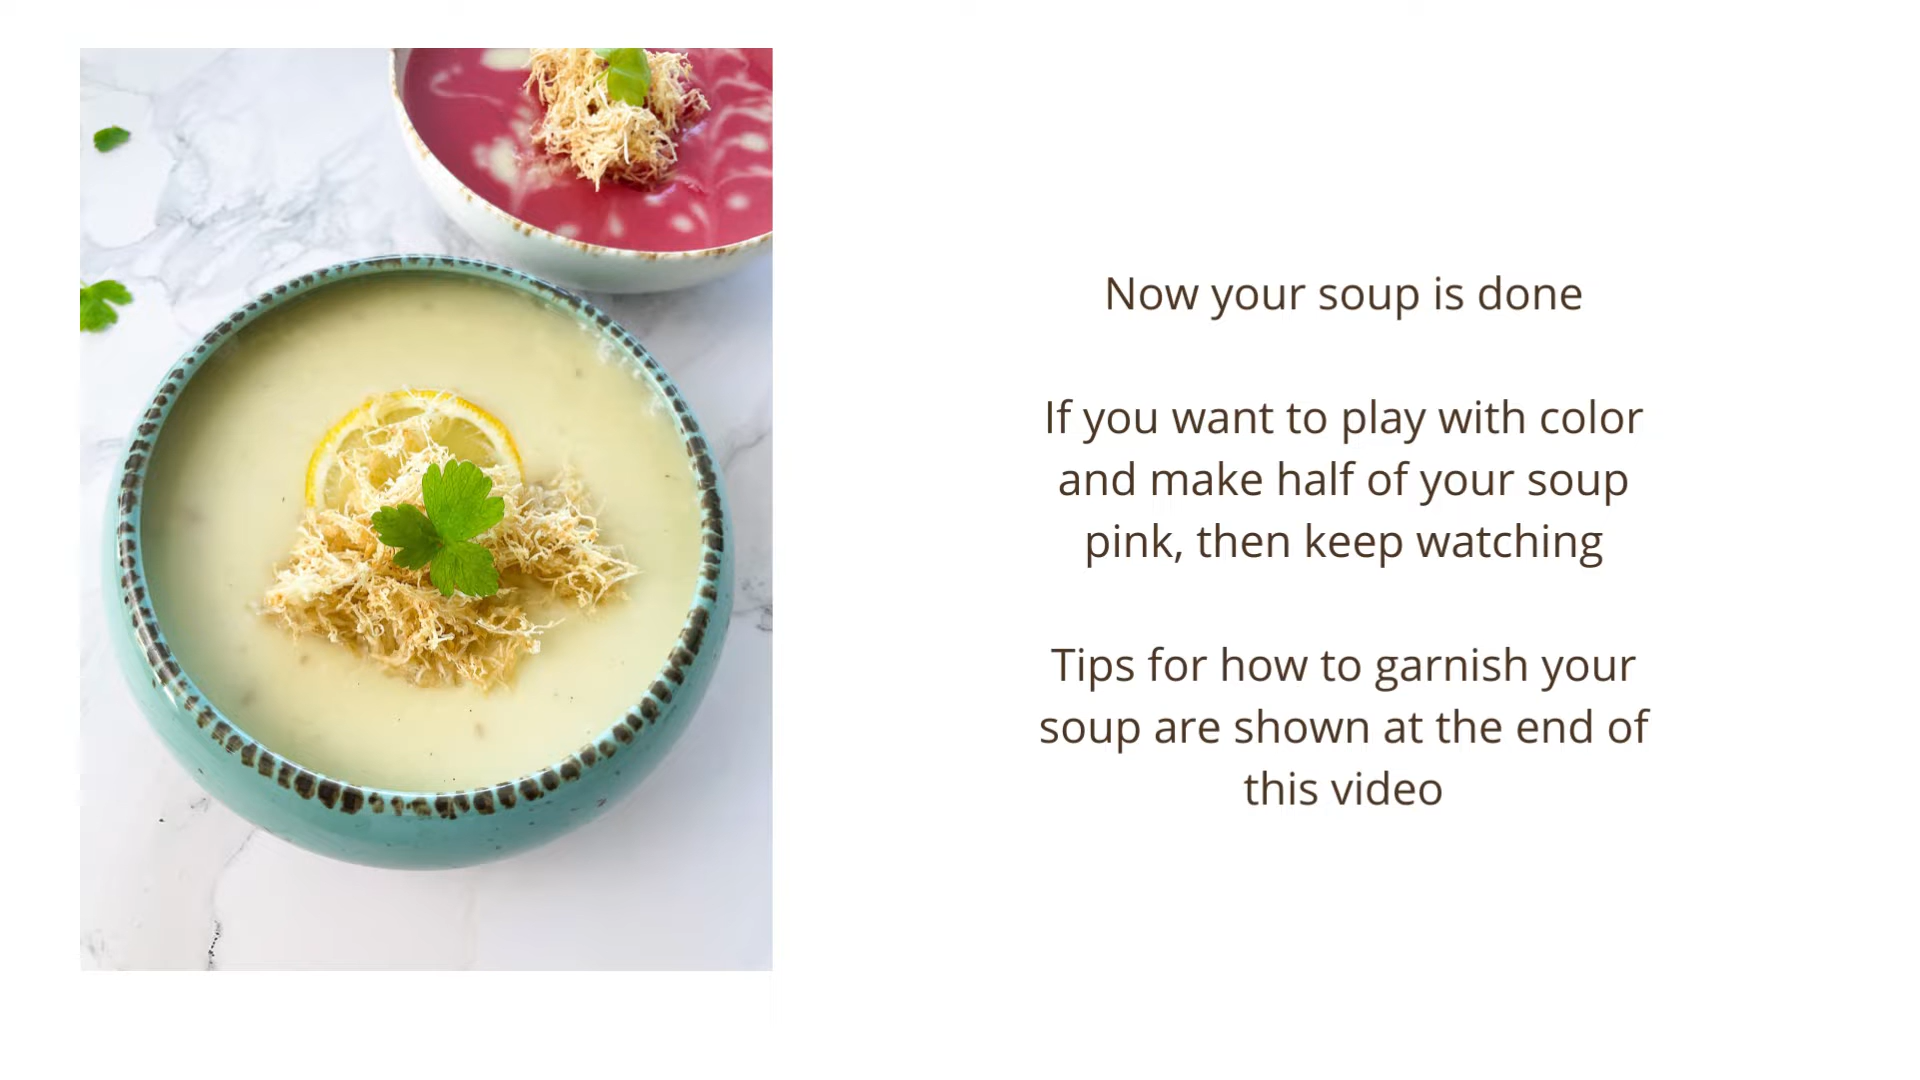 Now your soup is done
If you want to play with color
and make half of your soup
pink, then keep watching
Tips for how to garnish your
soup are shown at the end of
this video